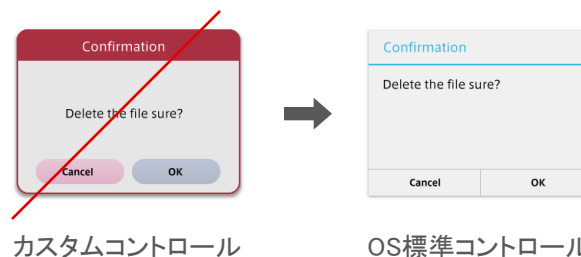 Confirmation
Delete the file sure?
Cancel
OK
カスタムコントロール
Confirmation
Delete the file sure?
Cancel
OK
OS標準コントロール